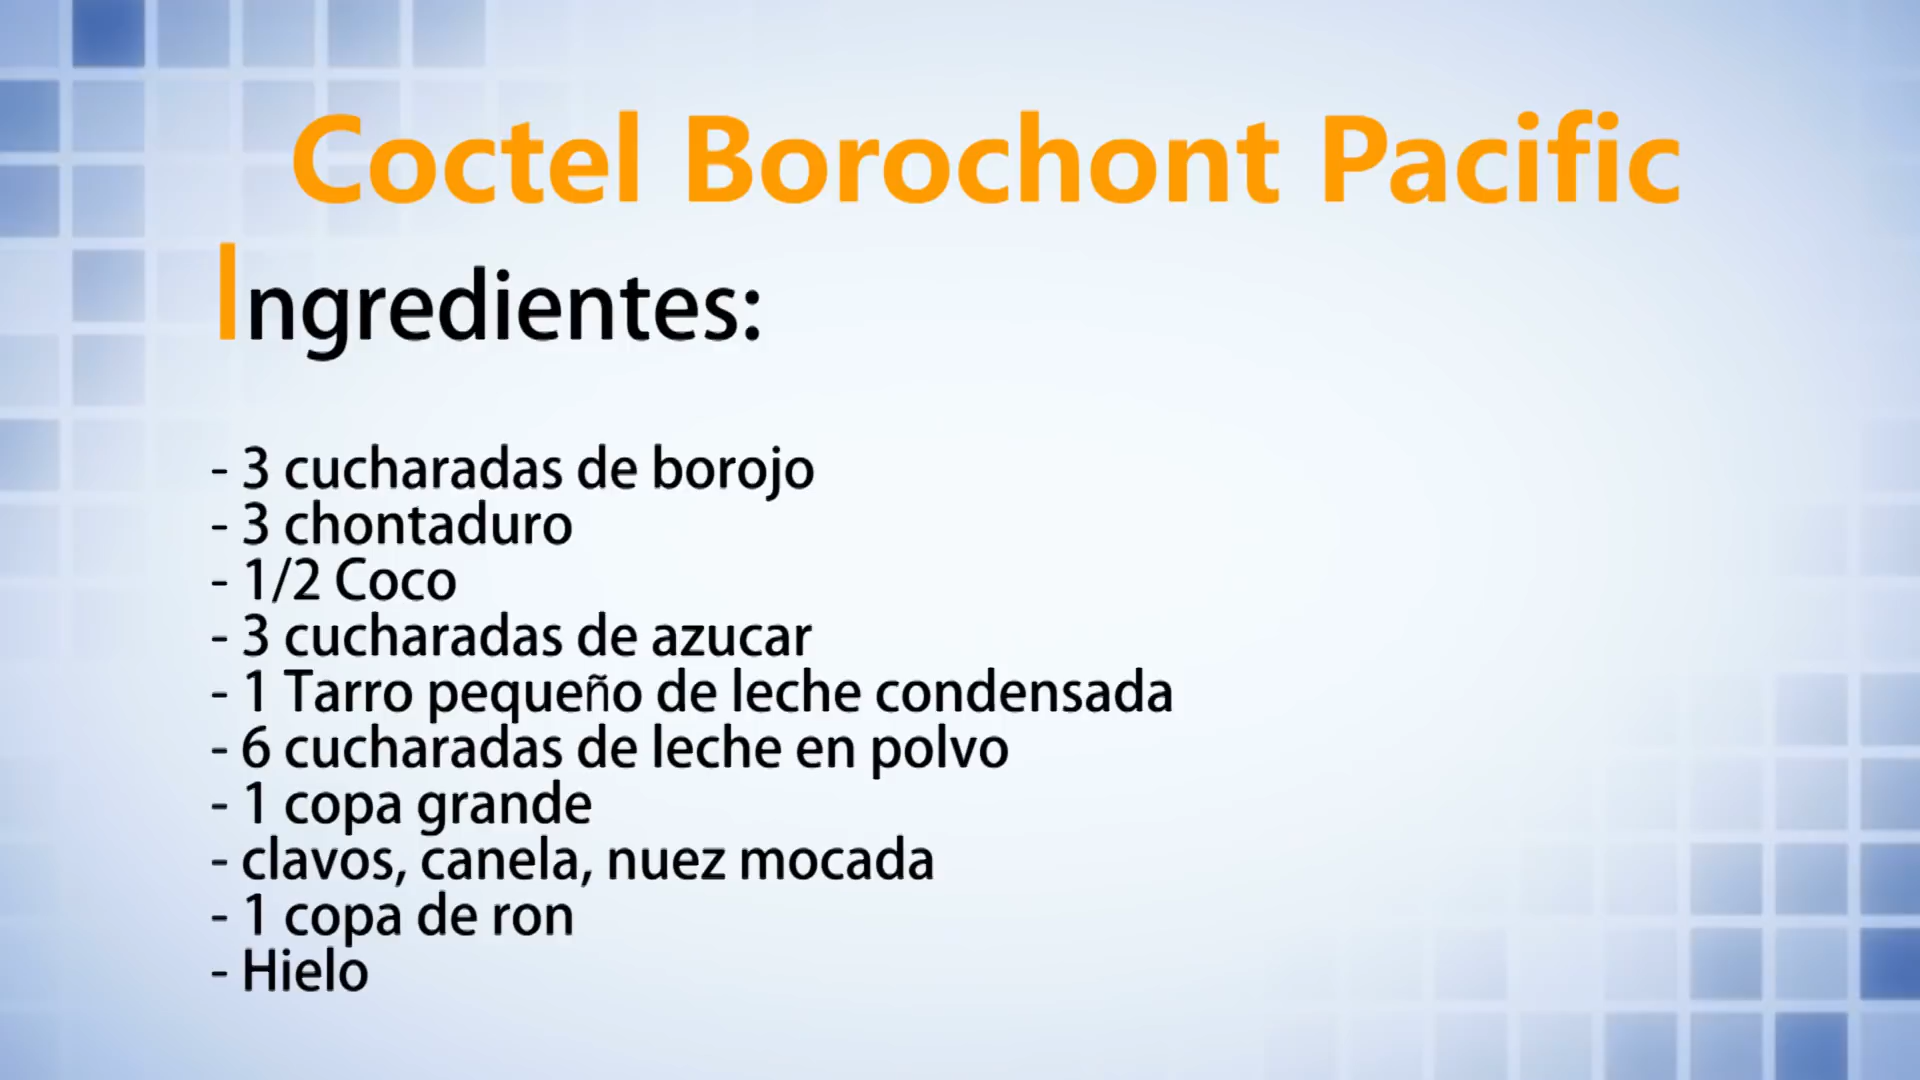 Coctel Borochont Pacific
Ingredientes:
- 3 cucharadas de borojo
- 3 chontaduro
- 1/2 Coco
- 3 cucharadas de azucar
- 1 Tarro pequeño de leche condensada
- 6 cucharadas de leche en polvo
- 1 copa grande
- clavos, canela, nuez mocada
- 1 copa de ron
- Hielo